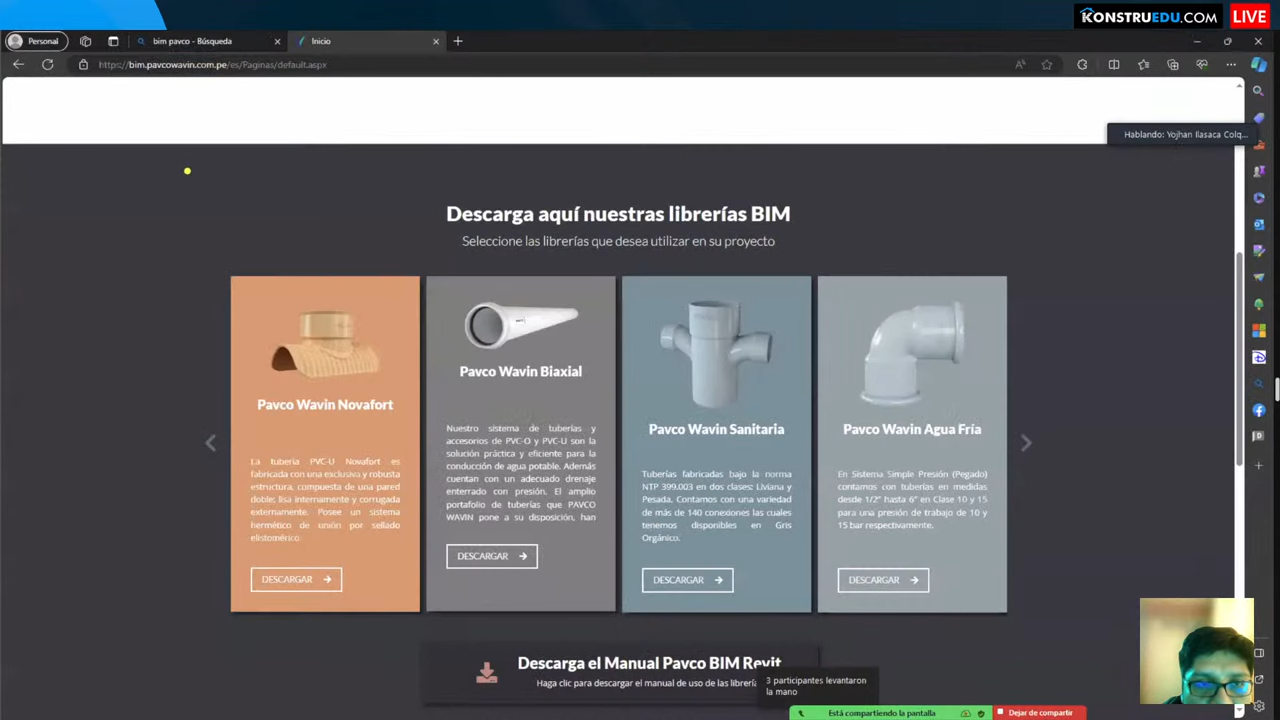 KONSTRUEDU.COM LIVE
Personal
bim pavco - Búsqueda
Inicio
https://bim.pavcowavin.com.pe/es/Paginas/default.aspx
Hablando: Yojhan Ilasaca Colq...
Descarga aquí nuestras librerías BIM
Seleccione las librerías que desea utilizar en su proyecto
Pavco Wavin Novafort
La tubería PVC-U Novafort es
fabricada con una exclusiva y robusta
estructura, compuesta de una pared
doble; lisa internamente y corrugada
externamente. Posee un sistema
hermético de unión por sellado
elistomérico
DESCARGAR →
Pavco Wavin Biaxial
Nuestro sistema de tuberías y
accesorios de PVC-O y PVC-U son la
solución práctica y eficiente para la
conducción de agua potable. Además
cuentan con un adecuado drenaje
enterrado con presión. El amplio
portafolio de tuberías que PAVCO
WAVIN pone a su disposición, han
DESCARGAR →
Pavco Wavin Sanitaria
Tuberías fabricadas bajo la norma
NTP 399.003 en dos clases: Liviana y
Pesada. Contamos con una variedad
de más de 140 conexiones las cuales
tenemos disponibles en Gris
Orgánico.
DESCARGAR →
Pavco Wavin Agua Fría
En Sistema Simple Presión (Pegado)
contamos con tuberías en medidas
desde 1/2" hasta 6" en Clase 10 y 15
para una presión de trabajo de 10 y
15 bar respectivamente.
DESCARGAR →
Descarga el Manual Pavco BIM Revit
Haga clic para descargar el manual de uso de las librería
3 participantes levantaron
la mano
Está compartiendo la pantalla
Dejar de compartir